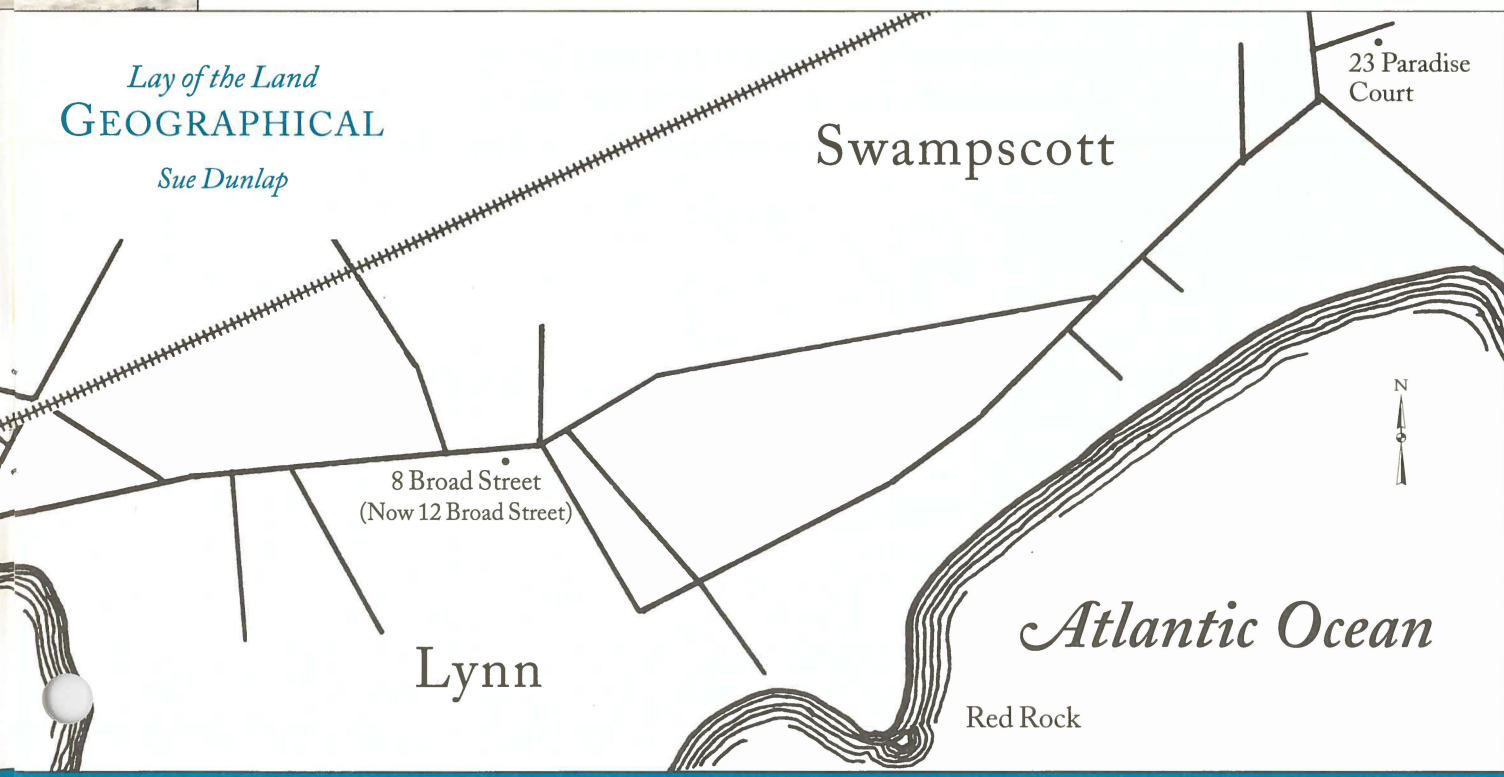 Lay of the Land
GEOGRAPHICAL
Sue Dunlap
23 Paradise
Court
Swampscott
N
8 Broad Street
(Now 12 Broad Street)
Atlantic Ocean
Lynn
Red Rock